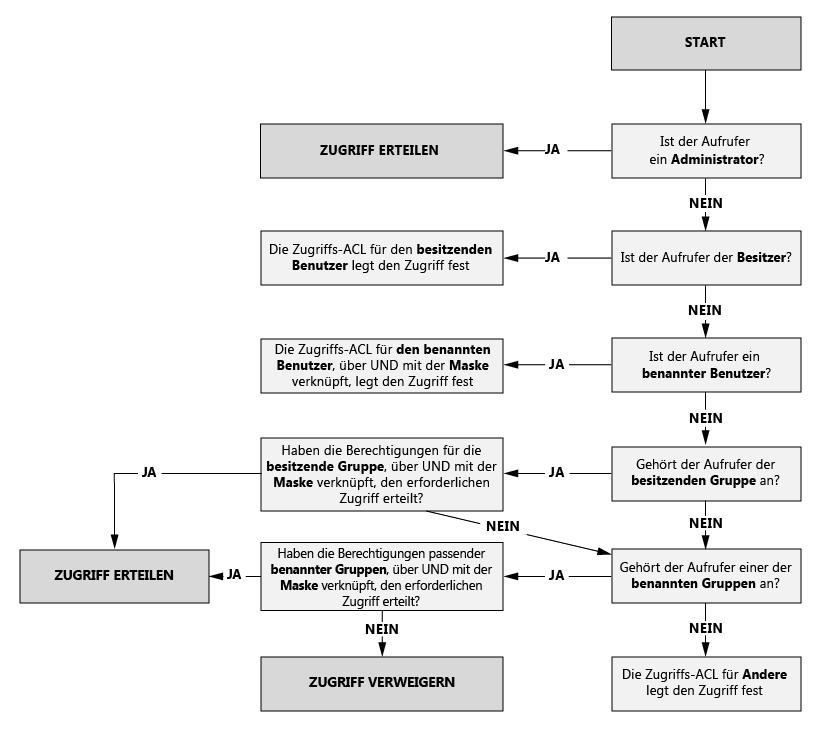 START
Ist der Aufrufer
ein Administrator?
JA
ZUGRIFF ERTEILEN
NEIN
Ist der Aufrufer der Besitzer?
JA
Die Zugriffs-ACL für den besitzenden
Benutzer legt den Zugriff fest
NEIN
Ist der Aufrufer ein
benannter Benutzer?
JA
Die Zugriffs-ACL für den benannten
Benutzer, über UND mit der Maske
verknüpft, legt den Zugriff fest
NEIN
Gehört der Aufrufer der
besitzenden Gruppe an?
JA
Haben die Berechtigungen für die
besitzende Gruppe, über UND mit der
Maske verknüpft, den erforderlichen
Zugriff erteilt?
JA
NEIN
NEIN
Gehört der Aufrufer einer der
benannten Gruppen an?
JA
Haben die Berechtigungen passender
benannter Gruppen, über UND mit der
Maske verknüpft, den erforderlichen
Zugriff erteilt?
JA
ZUGRIFF ERTEILEN
NEIN
ZUGRIFF VERWEIGERN
NEIN
Die Zugriffs-ACL für Andere
legt den Zugriff fest